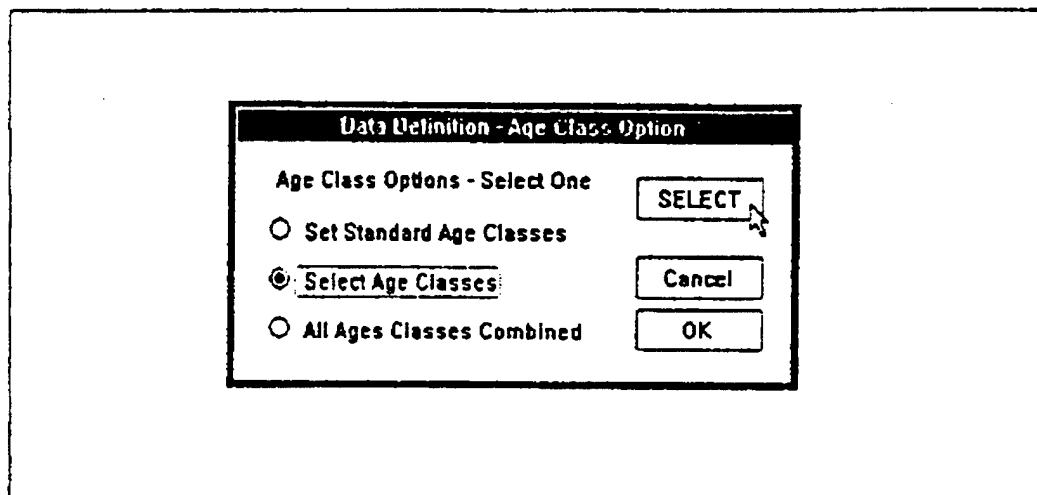 Data Definition - Age Class Option
Age Class Options - Select One
SELECT
Set Standard Age Classes
Select Age Classes
Cancel
All Ages Classes Combined
OK